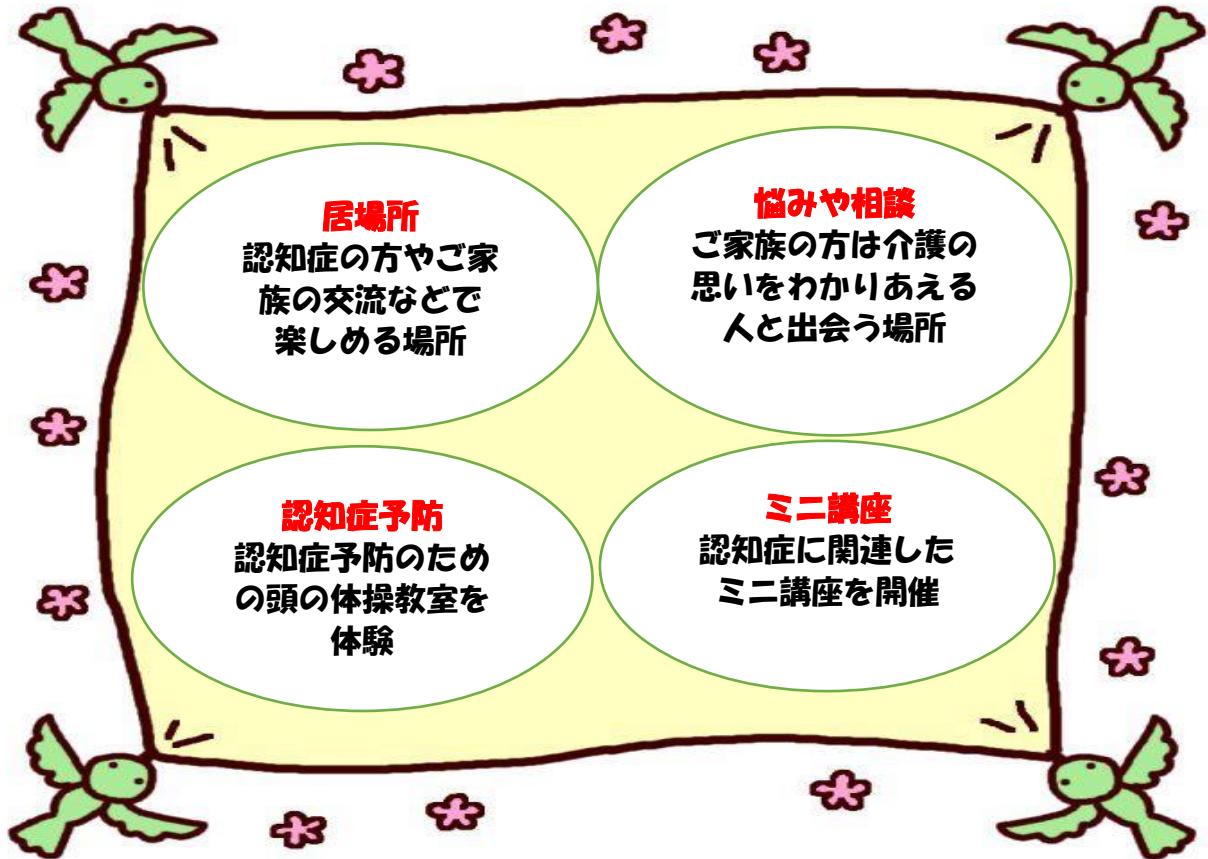 居場所
認知症の方やご家
族の交流などで
楽しめる場所
悩みや相談
ご家族の方は介護の
思いをわかりあえる
人と出会う場所
認知症予防
認知症予防のため
の頭の体操教室を
体験
ミニ講座
認知症に関連した
ミニ講座を開催